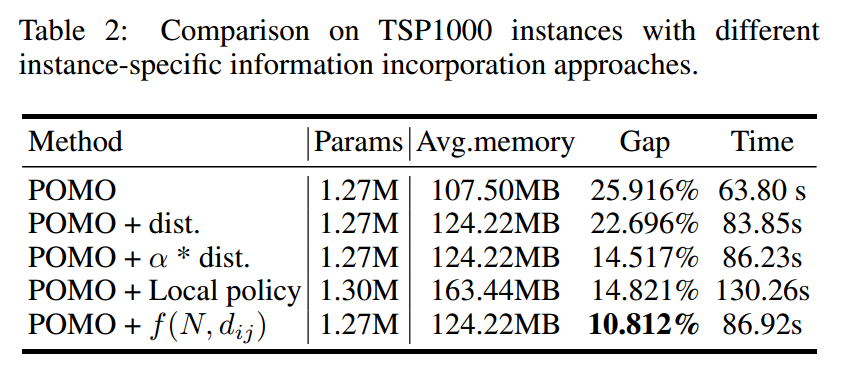 Table 2: Comparison on TSP1000 instances with different
instance-specific information incorporation approaches.
Method Params Avg.memory Gap Time
POMO 1.27M 107.50MB 25.916% 63.80 s
POMO + dist. 1.27M 124.22MB 22.696% 83.85s
POMO + α * dist. 1.27M 124.22MB 14.517% 86.23s
POMO + Local policy 1.30M 163.44MB 14.821% 130.26s
POMO + f(N, dij) 1.27M 124.22MB 10.812% 86.92s